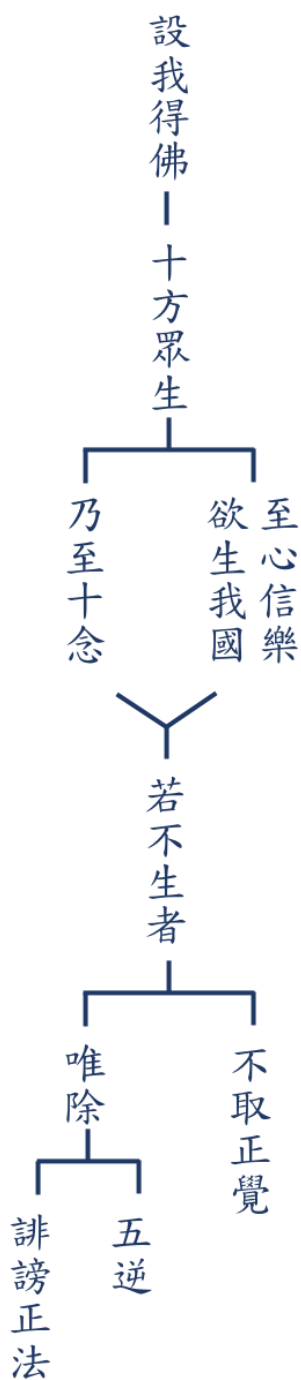 設我得佛
十方眾生
至心信樂
欲生我國
乃至十念
若不生者
不取正覺
唯除
五逆
誹謗正法